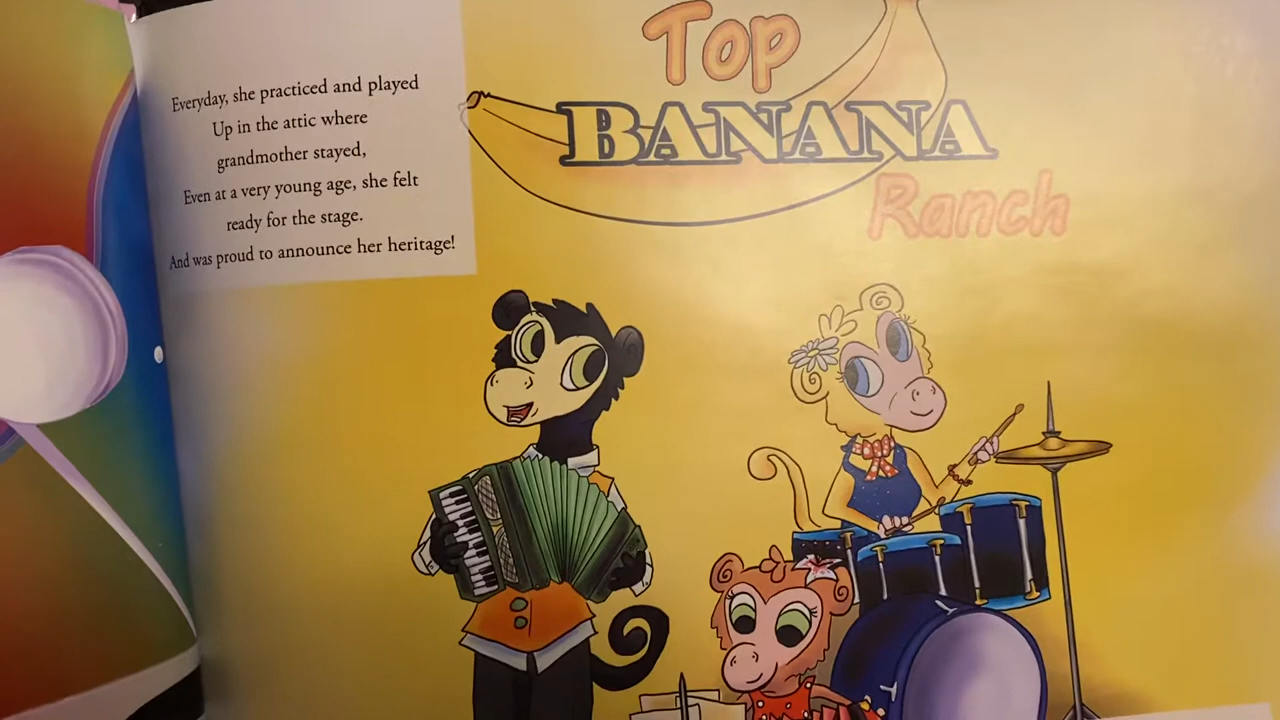 Everyday, she practiced and played
Up in the attic where
grandmother stayed,
Even at a very young age, she felt
ready for the stage.
And was proud to announce her heritage!
Top
BANANA
Ranch